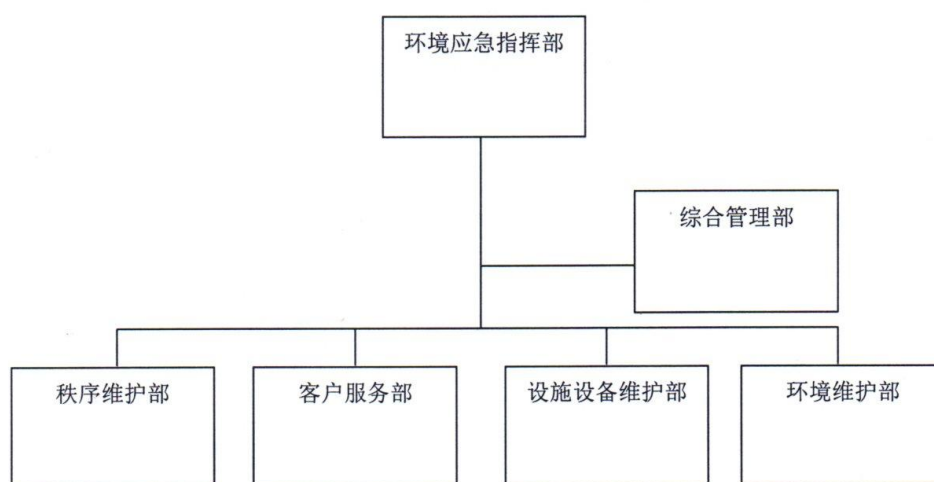 环境应急指挥部
综合管理部
秩序维护部
客户服务部
设施设备维护部
环境维护部